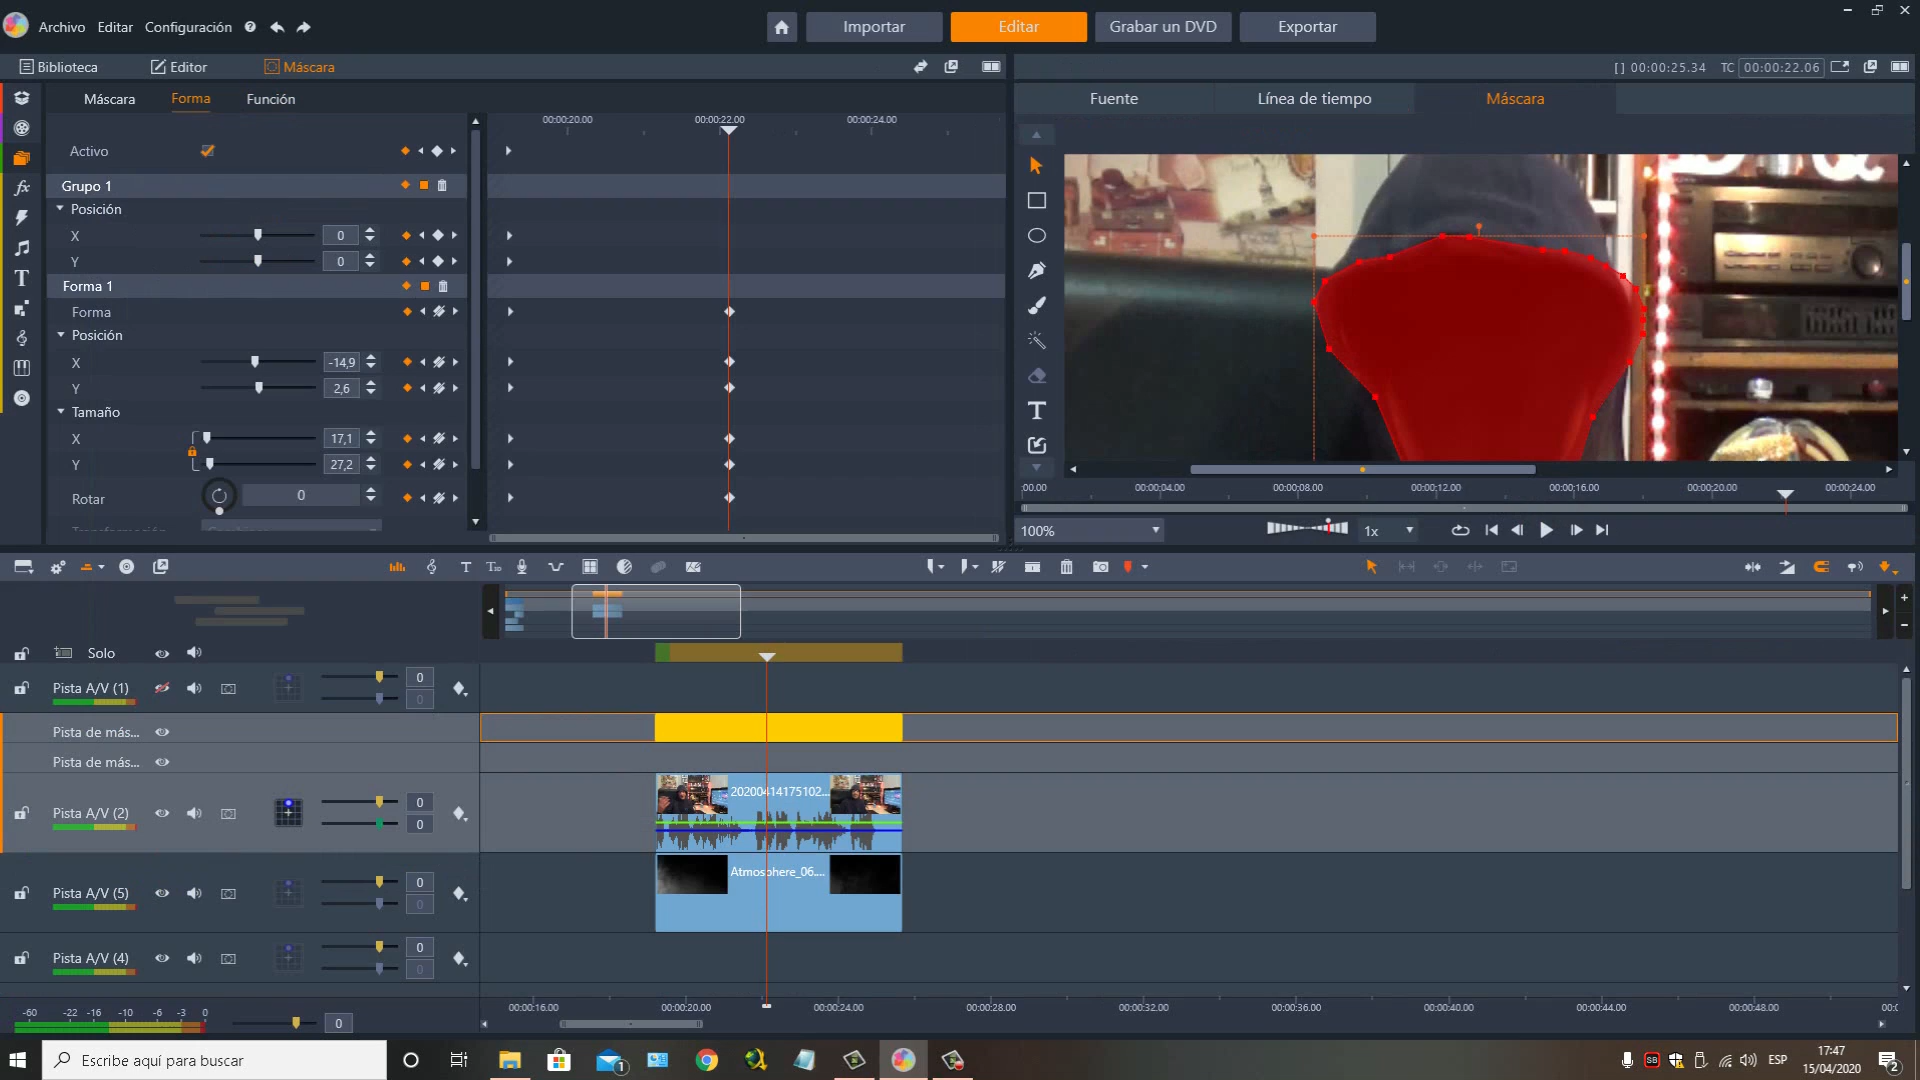 Archivo Editar Configuración
Importar Editar Grabar un DVD Exportar
Biblioteca Editor Máscara
[ ] 00:00:25.34 TC 00:00:22.06
Máscara Forma Función
Fuente Línea de tiempo Máscara
00:00:20.00 00:00:22.00 00:00:24.00
Activo
Grupo 1
Posición
X 0
Y 0
Forma 1
Forma
Posición
X -14,9
Y 2,6
Tamaño
X 17,1
Y 27,2
Rotar 0
:00.00 00:00:04.00 00:00:08.00 00:00:12.00 00:00:16.00 00:00:20.00 00:00:24.00
100% 1x
Solo
Pista A/V (1) 0
0
Pista de más...
Pista de más...
Pista A/V (2) 0
0
20200414175102...
Pista A/V (5) 0
0
Atmosphere_06....
Pista A/V (4) 0
0
00:00:16.00 00:00:20.00 00:00:24.00 00:00:28.00 00:00:32.00 00:00:36.00 00:00:40.00 00:00:44.00 00:00:48.00
-60 -22 -16 -10 -6 -3 0
0
Escribe aquí para buscar
1
SB
ESP
17:47
15/04/2020
2